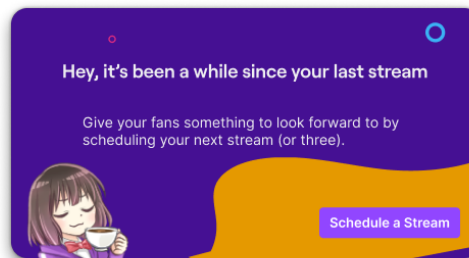 Hey, it's been a while since your last stream
Give your fans something to look forward to by
scheduling your next stream (or three).
Schedule a Stream